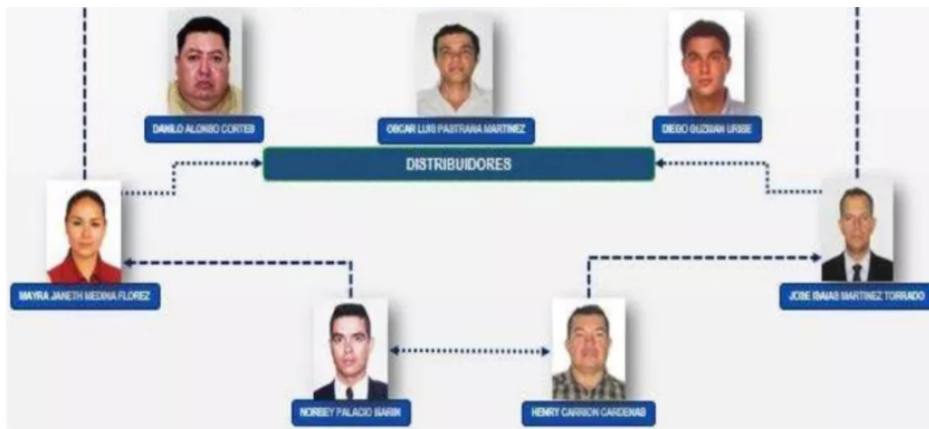 DANILO ALONSO CORTES
OSCAR LUIS PASTRANA MARTINEZ
DIEGO GUZMAN URIBE
DISTRIBUIDORES
MAYRA JANETH MEDINA FLOREZ
JOSE ISAIAS MARTINEZ TORRADO
NORBEY PALACIO MARIN
HENRY CARRION CARDENAS